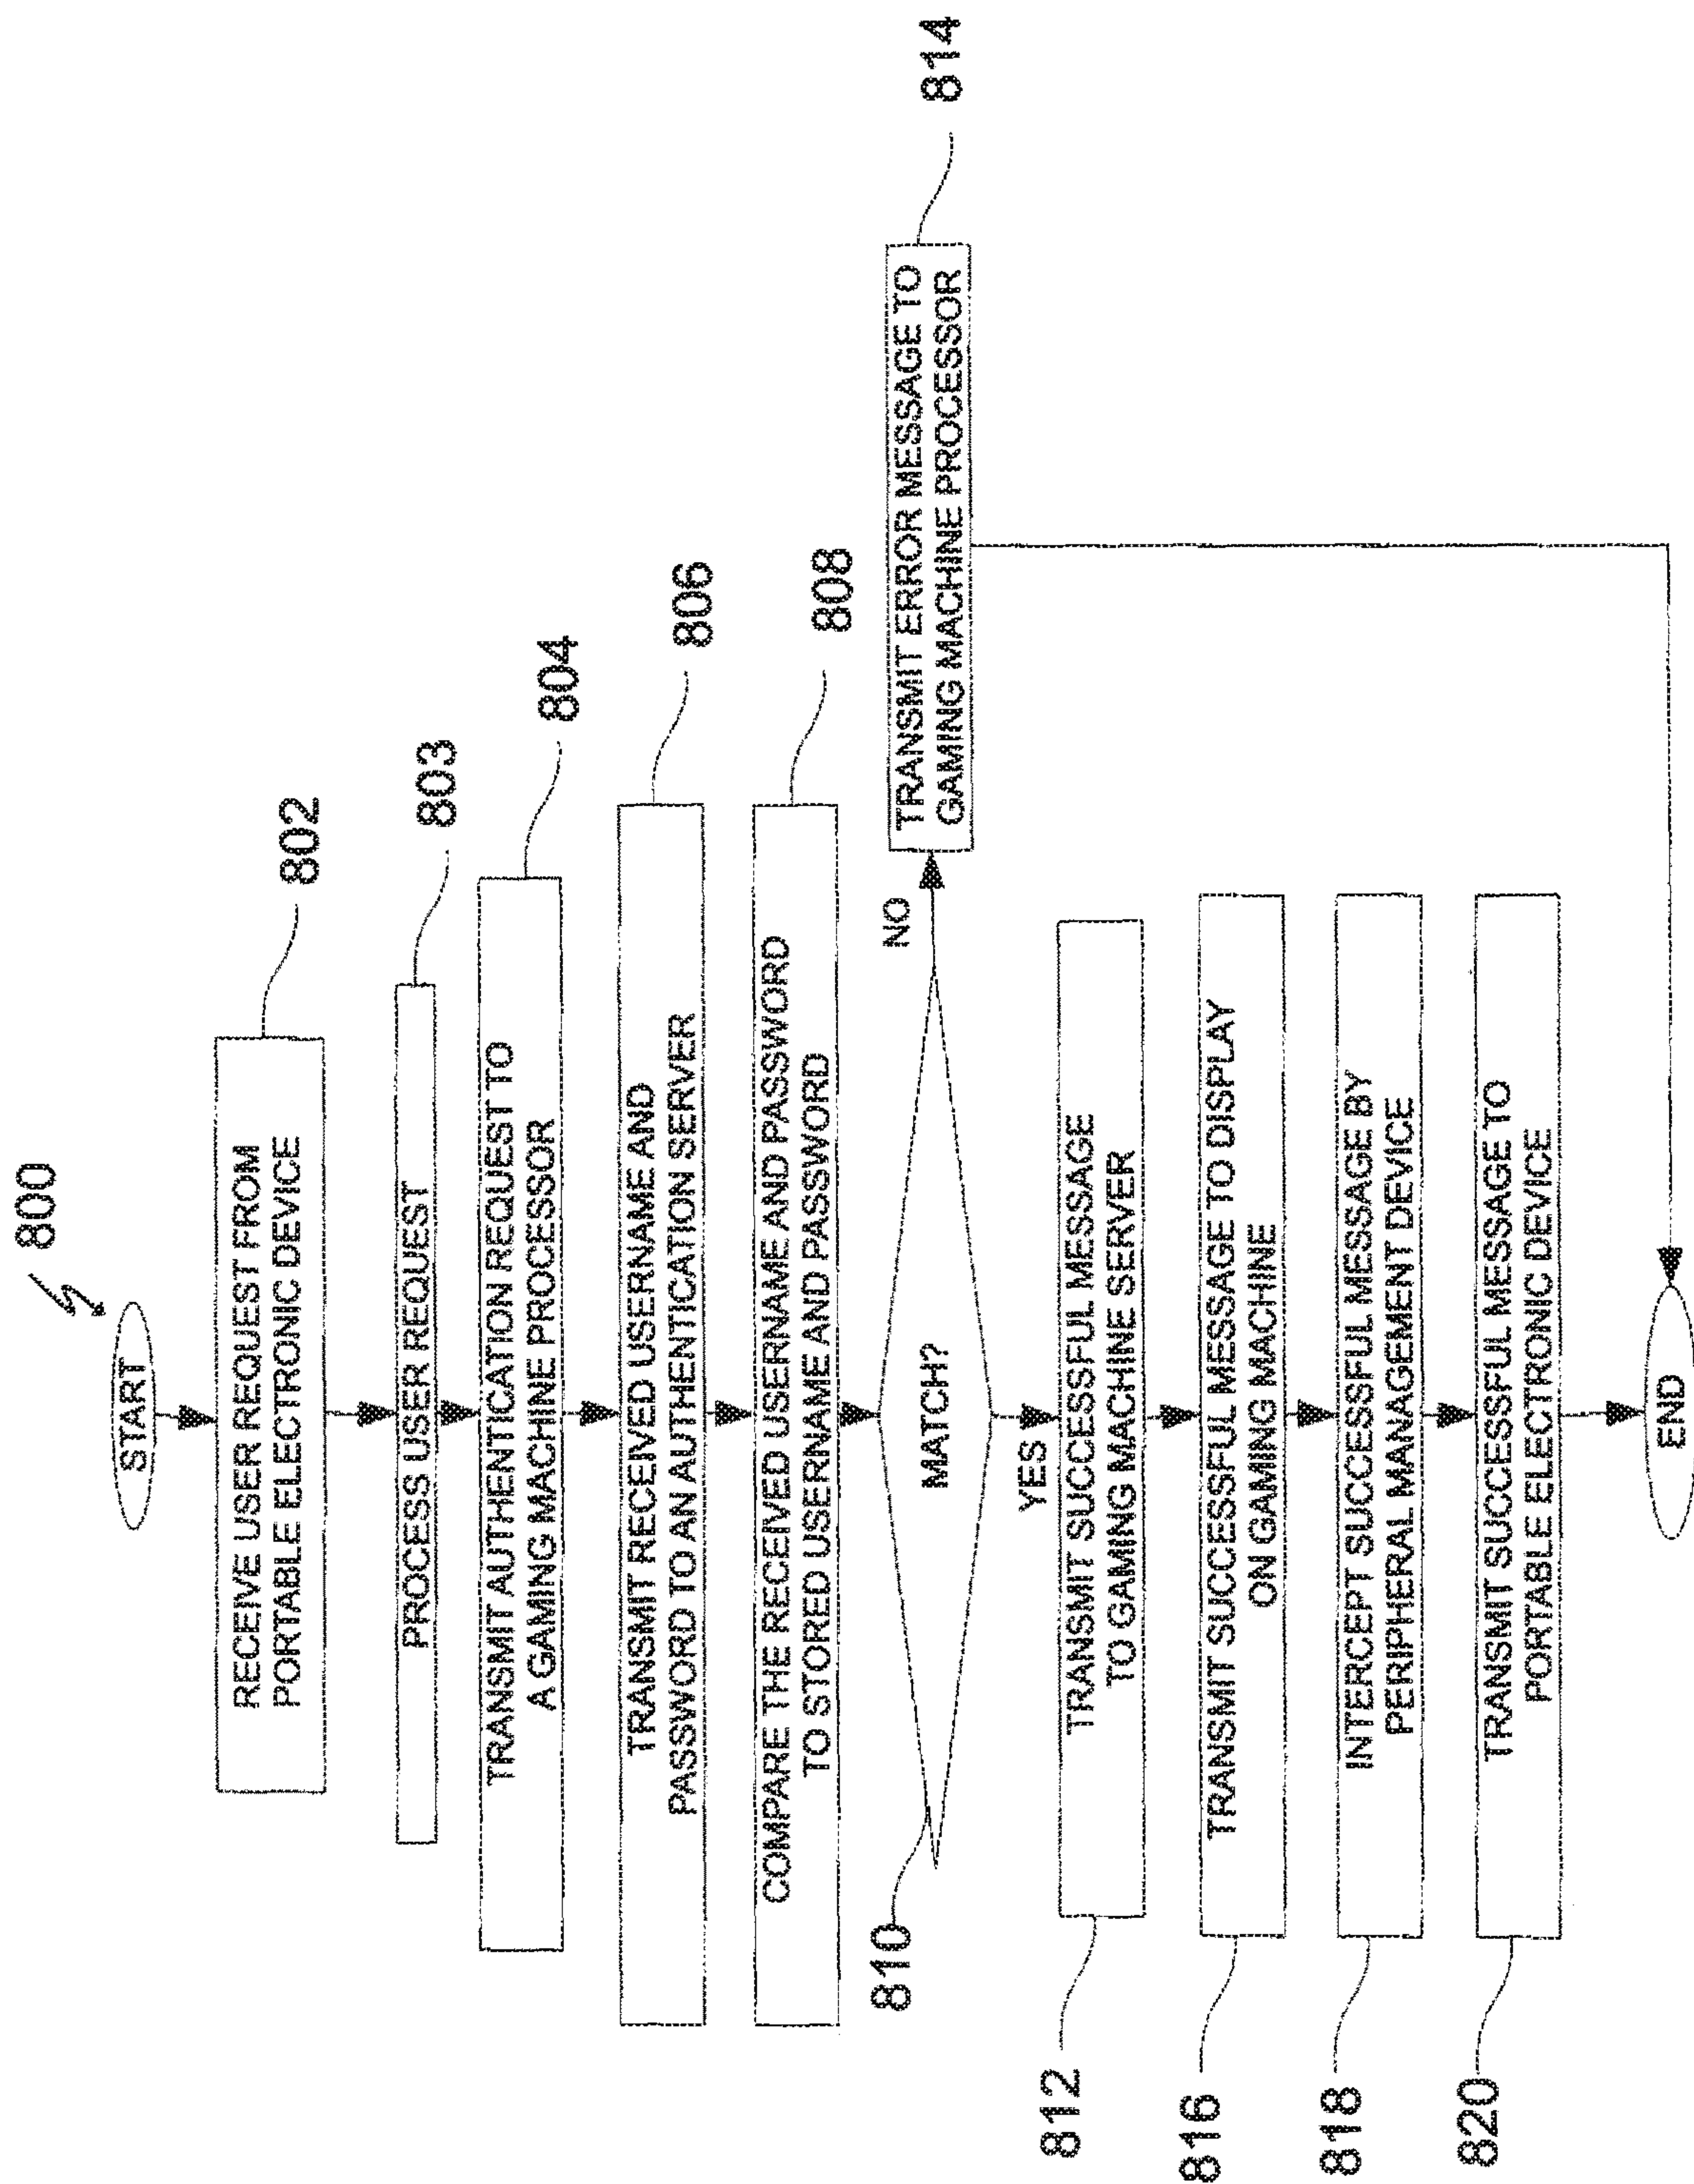 800
START
RECEIVE USER REQUEST FROM
PORTABLE ELECTRONIC DEVICE
802
PROCESS USER REQUEST
803
TRANSMIT AUTHENTICATION REQUEST TO
A GAMING MACHINE PROCESSOR
804
TRANSMIT RECEIVED USERNAME AND
PASSWORD TO AN AUTHENTICATION SERVER
806
COMPARE THE RECEIVED USERNAME AND PASSWORD
TO STORED USERNAME AND PASSWORD
808
810
MATCH?
NO
TRANSMIT ERROR MESSAGE TO
GAMING MACHINE PROCESSOR
814
YES
812
TRANSMIT SUCCESSFUL MESSAGE
TO GAMING MACHINE SERVER
816
TRANSMIT SUCCESSFUL MESSAGE TO DISPLAY
ON GAMING MACHINE
818
INTERCEPT SUCCESSFUL MESSAGE BY
PERIPHERAL MANAGEMENT DEVICE
820
TRANSMIT SUCCESSFUL MESSAGE TO
PORTABLE ELECTRONIC DEVICE
END